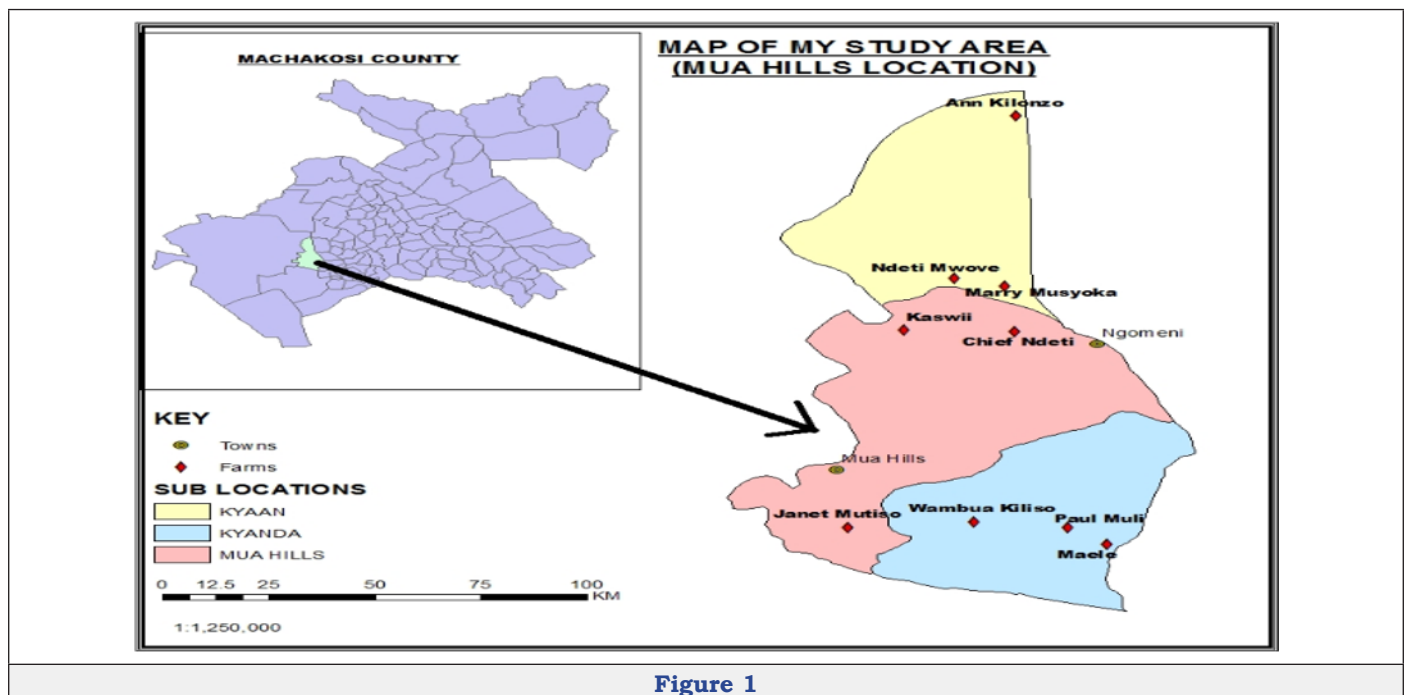 MACHAKOSI COUNTY
MAP OF MY STUDY AREA
(MUA HILLS LOCATION)
Ann Kilonzo
Ndeti Mwove
Marry Musyoka
Kaswii
Chief Ndeti
Ngomeni
Mua Hills
Janet Mutiso
Wambua Kiliso
Paul Muli
Maele
KEY
Towns
Farms
SUB LOCATIONS
KYAAN
KYANDA
MUA HILLS
0 12.5 25 50 75 100
KM
1:1,250,000
Figure 1